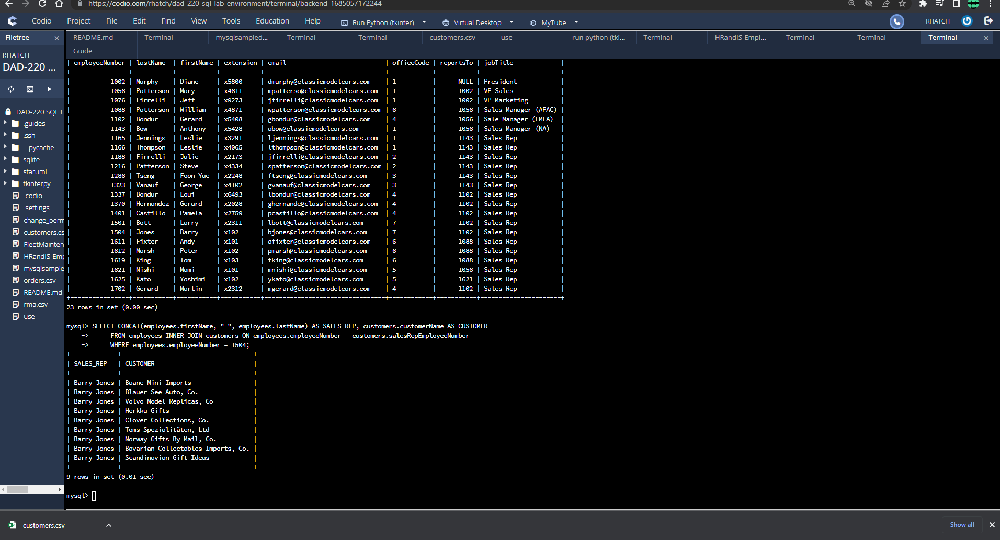 https://codio.com/rhatch/dad-220-sql-lab-environment/terminal/backend-1685057172244
Codio Project File Edit Find View Tools Education Help Run Python (tkinter) Virtual Desktop MyTube RHATCH
Filetree × README.md Terminal mysqlsampled... Terminal Terminal customers.csv use run python (tki... Terminal HRandIS-Empl... Terminal Terminal Terminal ×
Guide
RHATCH
DAD-220 ...
DAD-220 SQL L
.guides
.ssh
__pycache__
sqlite
staruml
tkinterpy
.codio
.settings
change_perm
customers.cs
FleetMainten
HRandIS-Emp
mysqlsample
orders.csv
README.md
rma.csv
use
| employeeNumber | lastName | firstName | extension | email | officeCode | reportsTo | jobTitle |
| 1002 | Murphy | Diane | x5800 | dmurphy@classicmodelcars.com | 1 | NULL | President |
| 1056 | Patterson | Mary | x4611 | mpatterso@classicmodelcars.com | 1 | 1002 | VP Sales |
| 1076 | Firrelli | Jeff | x9273 | jfirrelli@classicmodelcars.com | 1 | 1002 | VP Marketing |
| 1088 | Patterson | William | x4871 | wpatterson@classicmodelcars.com | 6 | 1056 | Sales Manager (APAC) |
| 1102 | Bondur | Gerard | x5408 | gbondur@classicmodelcars.com | 4 | 1056 | Sale Manager (EMEA) |
| 1143 | Bow | Anthony | x5428 | abow@classicmodelcars.com | 1 | 1056 | Sales Manager (NA) |
| 1165 | Jennings | Leslie | x3291 | ljennings@classicmodelcars.com | 1 | 1143 | Sales Rep |
| 1166 | Thompson | Leslie | x4065 | lthompson@classicmodelcars.com | 1 | 1143 | Sales Rep |
| 1188 | Firrelli | Julie | x2173 | jfirrelli@classicmodelcars.com | 2 | 1143 | Sales Rep |
| 1216 | Patterson | Steve | x4334 | spatterson@classicmodelcars.com | 2 | 1143 | Sales Rep |
| 1286 | Tseng | Foon Yue | x2248 | ftseng@classicmodelcars.com | 3 | 1143 | Sales Rep |
| 1323 | Vanauf | George | x4102 | gvanauf@classicmodelcars.com | 3 | 1143 | Sales Rep |
| 1337 | Bondur | Loui | x6493 | lbondur@classicmodelcars.com | 4 | 1102 | Sales Rep |
| 1370 | Hernandez | Gerard | x2028 | ghernande@classicmodelcars.com | 4 | 1102 | Sales Rep |
| 1401 | Castillo | Pamela | x2759 | pcastillo@classicmodelcars.com | 4 | 1102 | Sales Rep |
| 1501 | Bott | Larry | x2311 | lbott@classicmodelcars.com | 7 | 1102 | Sales Rep |
| 1504 | Jones | Barry | x102 | bjones@classicmodelcars.com | 7 | 1102 | Sales Rep |
| 1611 | Fixter | Andy | x101 | afixter@classicmodelcars.com | 6 | 1088 | Sales Rep |
| 1612 | Marsh | Peter | x102 | pmarsh@classicmodelcars.com | 6 | 1088 | Sales Rep |
| 1619 | King | Tom | x103 | tking@classicmodelcars.com | 6 | 1088 | Sales Rep |
| 1621 | Nishi | Mami | x101 | mnishi@classicmodelcars.com | 5 | 1056 | Sales Rep |
| 1625 | Kato | Yoshimi | x102 | ykato@classicmodelcars.com | 5 | 1621 | Sales Rep |
| 1702 | Gerard | Martin | x2312 | mgerard@classicmodelcars.com | 4 | 1102 | Sales Rep |
23 rows in set (0.00 sec)
mysql> SELECT CONCAT(employees.firstName, " ", employees.lastName) AS SALES_REP, customers.customerName AS CUSTOMER
-> FROM employees INNER JOIN customers ON employees.employeeNumber = customers.salesRepEmployeeNumber
-> WHERE employees.employeeNumber = 1504;
| SALES_REP | CUSTOMER |
| Barry Jones | Baane Mini Imports |
| Barry Jones | Blauer See Auto, Co. |
| Barry Jones | Volvo Model Replicas, Co |
| Barry Jones | Herkku Gifts |
| Barry Jones | Clover Collections, Co. |
| Barry Jones | Toms Spezialitäten, Ltd |
| Barry Jones | Norway Gifts By Mail, Co. |
| Barry Jones | Bavarian Collectables Imports, Co. |
| Barry Jones | Scandinavian Gift Ideas |
9 rows in set (0.01 sec)
mysql>
customers.csv Show all